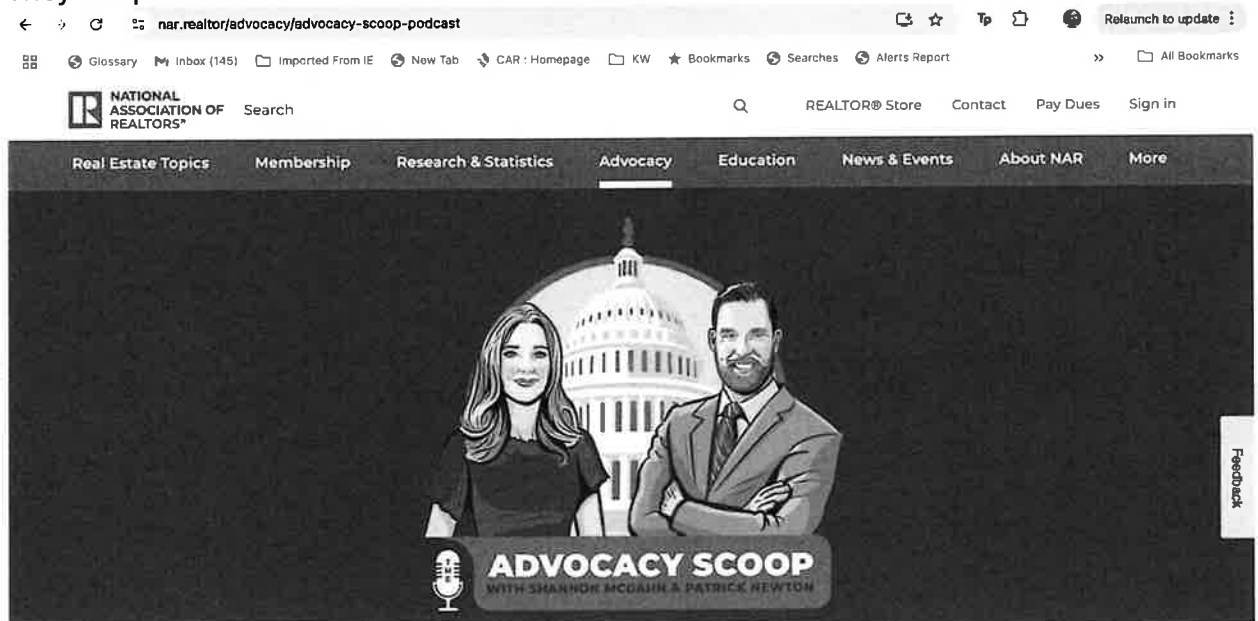 nar.realtor/advocacy/advocacy-scoop-podcast
Relaunch to update
Glossary
Inbox (145)
Imported From IE
New Tab
CAR : Homepage
KW
Bookmarks
Searches
Alerts Report
»
All Bookmarks
NATIONAL
ASSOCIATION OF
REALTORS®
Search
REALTOR® Store
Contact
Pay Dues
Sign in
Real Estate Topics
Membership
Research & Statistics
Advocacy
Education
News & Events
About NAR
More
Feedback
ADVOCACY SCOOP
WITH SHANNON MCGAHN & PATRICK NEWTON